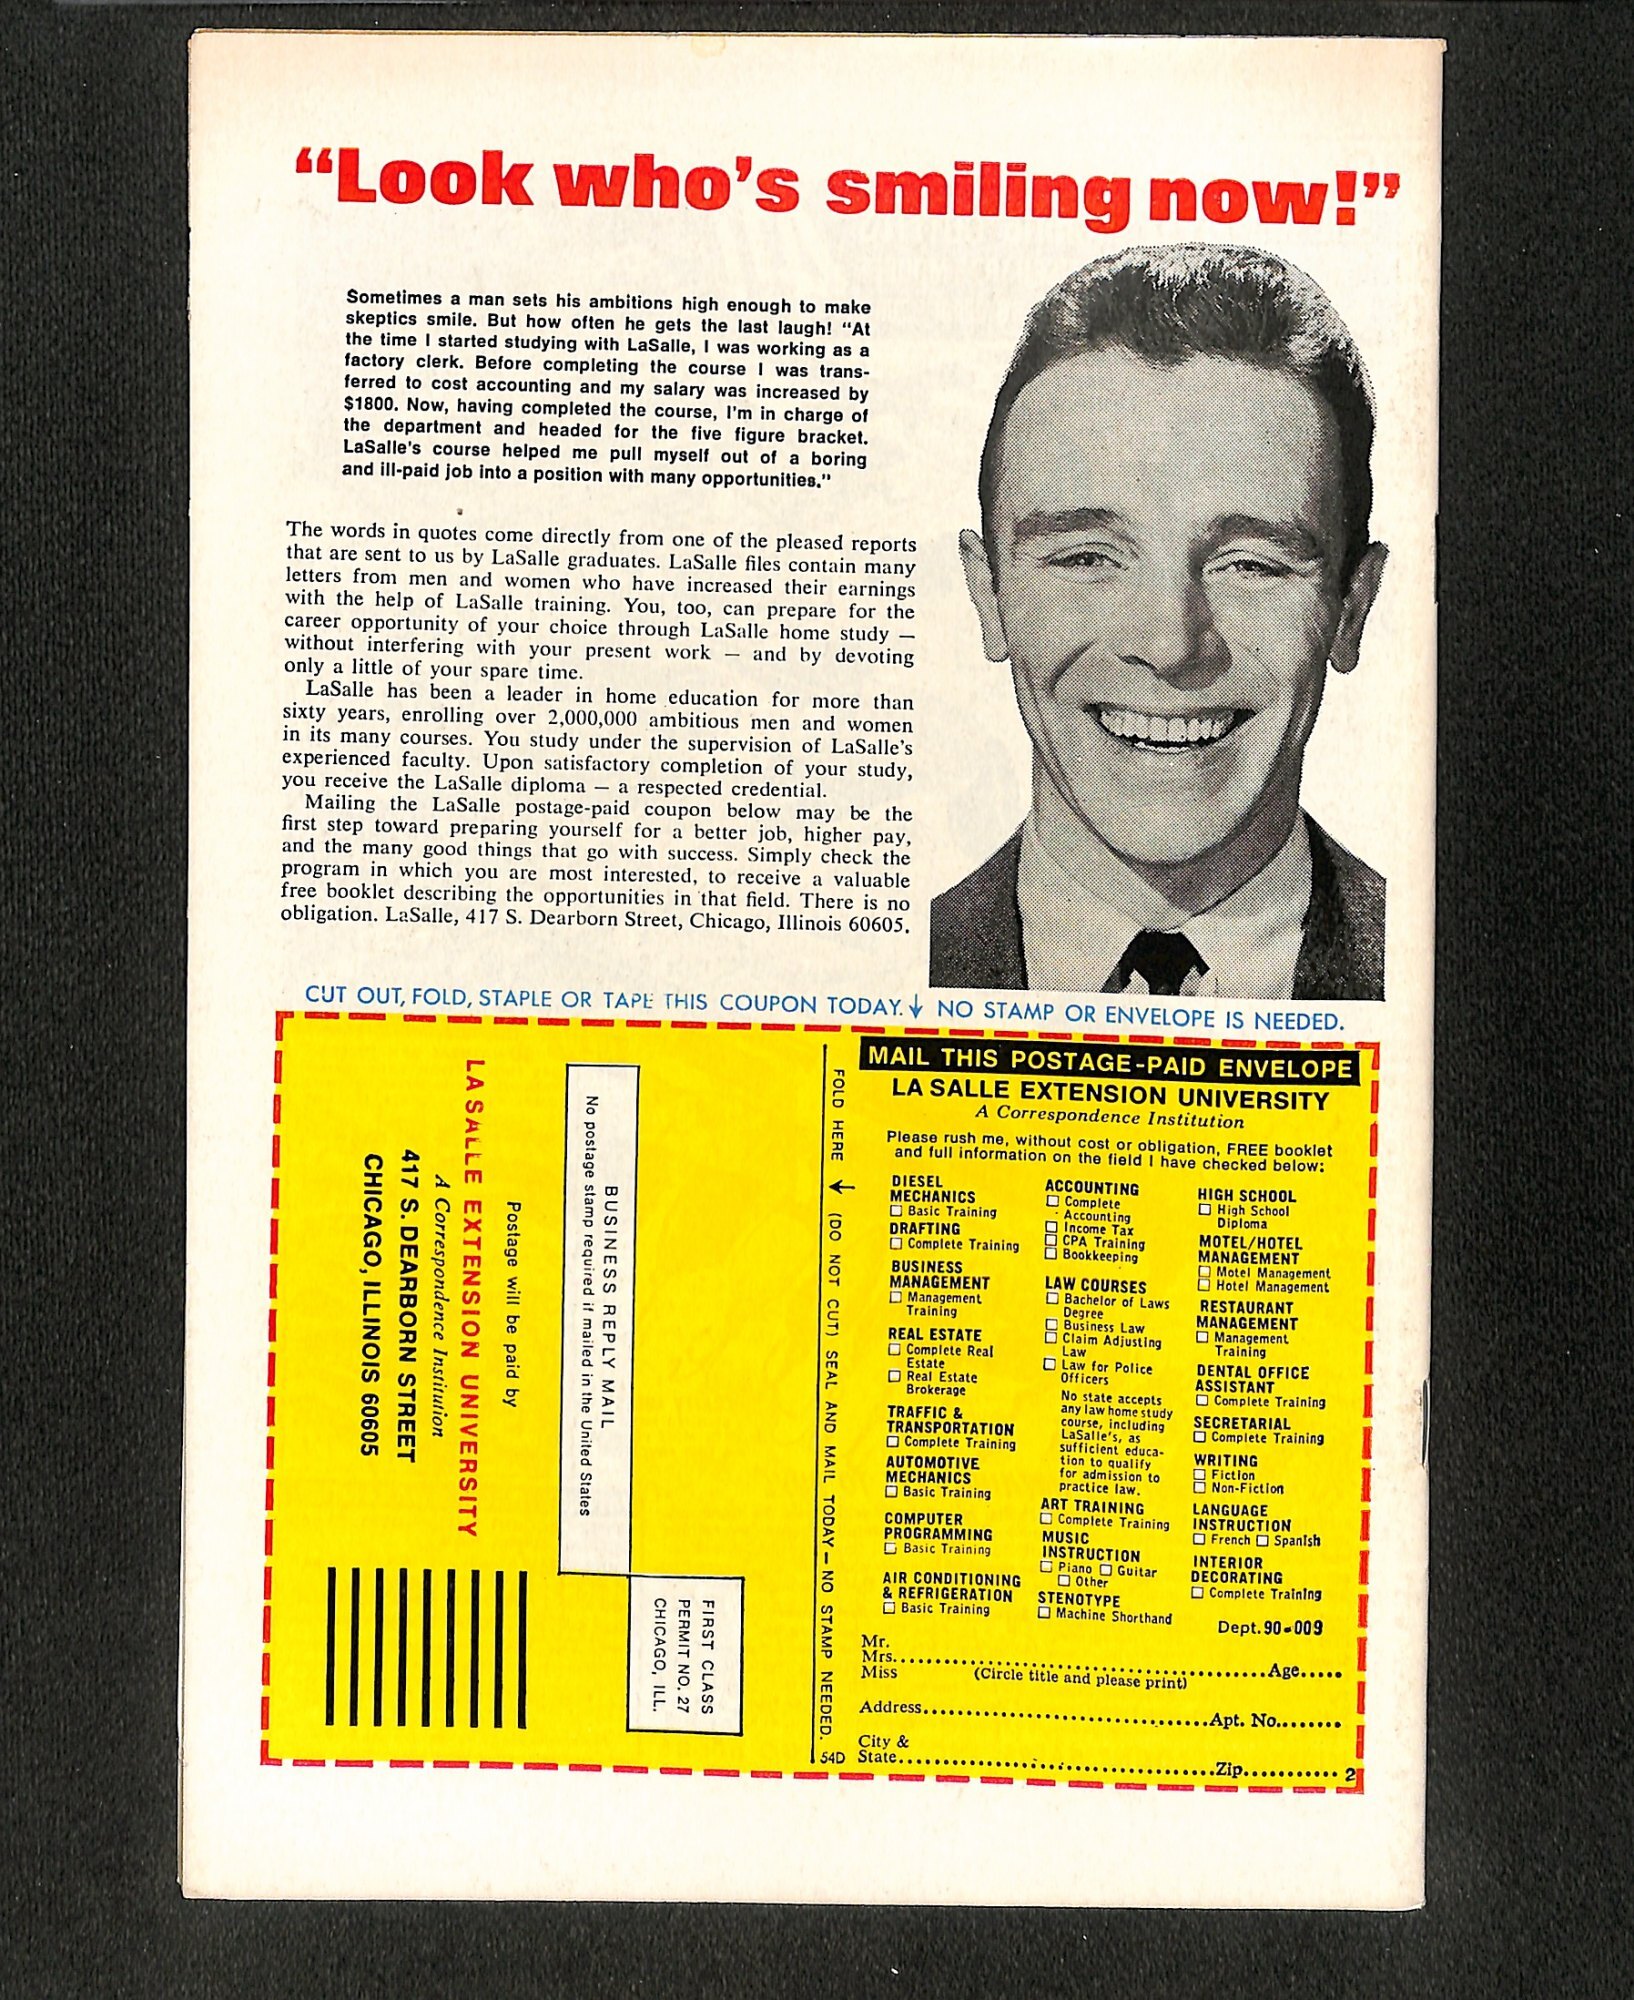 “Look who's smiling now!”
Sometimes a man sets his ambitions high enough to make
skeptics smile. But how often he gets the last laugh! “At
the time I started studying with LaSalle, I was working as a
factory clerk. Before completing the course I was trans-
ferred to cost accounting and my salary was increased by
$1800. Now, having completed the course, I'm in charge of
the department and headed for the five figure bracket.
LaSalle's course helped me pull myself out of a boring
and ill-paid job into a position with many opportunities.”
The words in quotes come directly from one of the pleased reports
that are sent to us by LaSalle graduates. LaSalle files contain many
letters from men and women who have increased their earnings
with the help of LaSalle training. You, too, can prepare for the
career opportunity of your choice through LaSalle home study —
without interfering with your present work — and by devoting
only a little of your spare time.
LaSalle has been a leader in home education for more than
sixty years, enrolling over 2,000,000 ambitious men and women
in its many courses. You study under the supervision of LaSalle's
experienced faculty. Upon satisfactory completion of your study,
you receive the LaSalle diploma — a respected credential.
Mailing the LaSalle postage-paid coupon below may be the
first step toward preparing yourself for a better job, higher pay,
and the many good things that go with success. Simply check the
program in which you are most interested, to receive a valuable
free booklet describing the opportunities in that field. There is no
obligation. LaSalle, 417 S. Dearborn Street, Chicago, Illinois 60605.
CUT OUT, FOLD, STAPLE OR TAPE THIS COUPON TODAY.↓ NO STAMP OR ENVELOPE IS NEEDED.
FIRST CLASS
PERMIT NO. 27
CHICAGO, ILL.
BUSINESS REPLY MAIL
No postage stamp required if mailed in the United States
Postage will be paid by
LA SALLE EXTENSION UNIVERSITY
A Correspondence Institution
417 S. DEARBORN STREET
CHICAGO, ILLINOIS 60605
FOLD HERE ↓ (DO NOT CUT) SEAL AND MAIL TODAY — NO STAMP NEEDED.
54D
MAIL THIS POSTAGE-PAID ENVELOPE
LA SALLE EXTENSION UNIVERSITY
A Correspondence Institution
Please rush me, without cost or obligation, FREE booklet
and full information on the field I have checked below:
DIESEL
MECHANICS
☐ Basic Training
DRAFTING
☐ Complete Training
BUSINESS
MANAGEMENT
☐ Management
Training
REAL ESTATE
☐ Complete Real
Estate
☐ Real Estate
Brokerage
TRAFFIC &
TRANSPORTATION
☐ Complete Training
AUTOMOTIVE
MECHANICS
☐ Basic Training
COMPUTER
PROGRAMMING
☐ Basic Training
AIR CONDITIONING
& REFRIGERATION
☐ Basic Training
ACCOUNTING
☐ Complete
Accounting
☐ Income Tax
☐ CPA Training
☐ Bookkeeping
LAW COURSES
☐ Bachelor of Laws
Degree
☐ Business Law
☐ Claim Adjusting
Law
☐ Law for Police
Officers
No state accepts
any law home study
course, including
LaSalle's, as
sufficient educa-
tion to qualify
for admission to
practice law.
ART TRAINING
☐ Complete Training
MUSIC
INSTRUCTION
☐ Piano ☐ Guitar
☐ Other
STENOTYPE
☐ Machine Shorthand
HIGH SCHOOL
☐ High School
Diploma
MOTEL/HOTEL
MANAGEMENT
☐ Motel Management
☐ Hotel Management
RESTAURANT
MANAGEMENT
☐ Management
Training
DENTAL OFFICE
ASSISTANT
☐ Complete Training
SECRETARIAL
☐ Complete Training
WRITING
☐ Fiction
☐ Non-Fiction
LANGUAGE
INSTRUCTION
☐ French ☐ Spanish
INTERIOR
DECORATING
☐ Complete Training
Dept. 90-009
Mr.
Mrs. Age
Miss (Circle title and please print)
Address Apt. No.
City &
State Zip 2